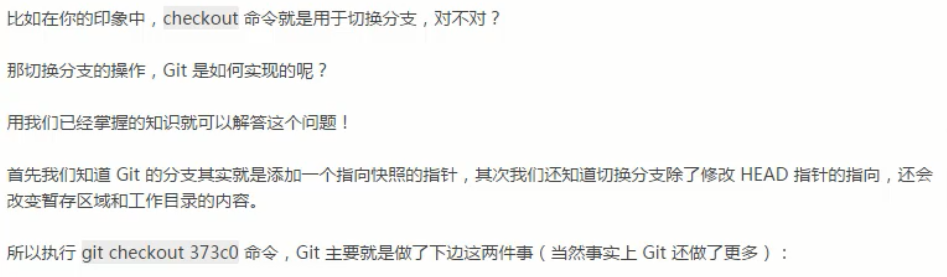 比如在你的印象中，checkout 命令就是用于切换分支，对不对？
那切换分支的操作，Git 是如何实现的呢？
用我们已经掌握的知识就可以解答这个问题！
首先我们知道 Git 的分支其实就是添加一个指向快照的指针，其次我们还知道切换分支除了修改 HEAD 指针的指向，还会
改变暂存区域和工作目录的内容。
所以执行 git checkout 373c0 命令，Git 主要就是做了下边这两件事（当然事实上 Git 还做了更多）：